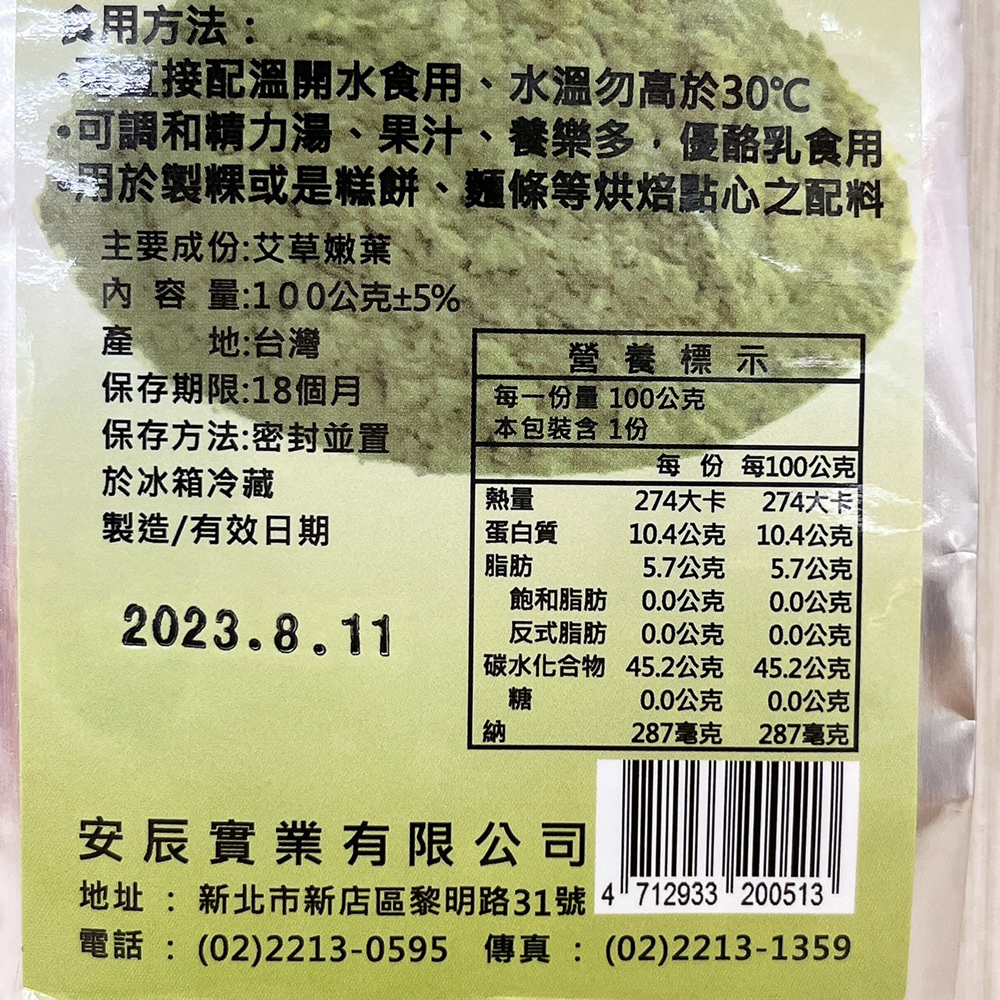 食用方法：
直接配溫開水食用、水溫勿高於30℃
•可調和精力湯、果汁、養樂多，優酪乳食用
•用於製粿或是糕餅、麵條等烘焙點心之配料
主要成份:艾草嫩葉
內 容 量:100公克±5%
產 地:台灣
保存期限:18個月
保存方法:密封並置
於冰箱冷藏
製造/有效日期
2023.8.11
營養標示
每一份量 100公克
本包裝含 1份
每 份 每100公克
熱量 274大卡 274大卡
蛋白質 10.4公克 10.4公克
脂肪 5.7公克 5.7公克
飽和脂肪 0.0公克 0.0公克
反式脂肪 0.0公克 0.0公克
碳水化合物 45.2公克 45.2公克
糖 0.0公克 0.0公克
納 287毫克 287毫克
安辰實業有限公司
地址 : 新北市新店區黎明路31號
電話 : (02)2213-0595 傳真 : (02)2213-1359
4 712933 200513